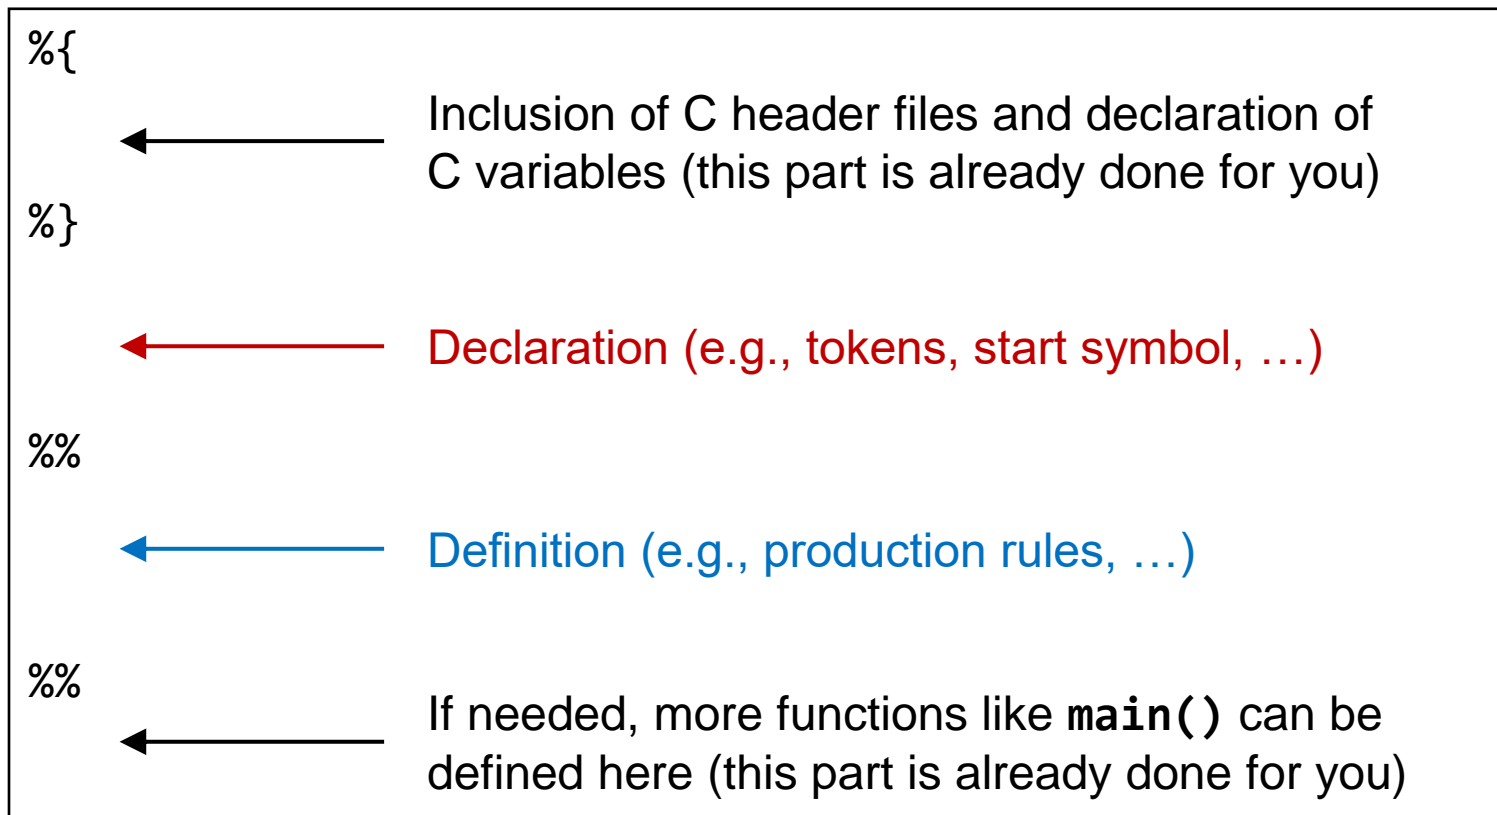 %{
Inclusion of C header files and declaration of
C variables (this part is already done for you)
%}
Declaration (e.g., tokens, start symbol, …)
%%
Definition (e.g., production rules, …)
%%
If needed, more functions like main() can be
defined here (this part is already done for you)